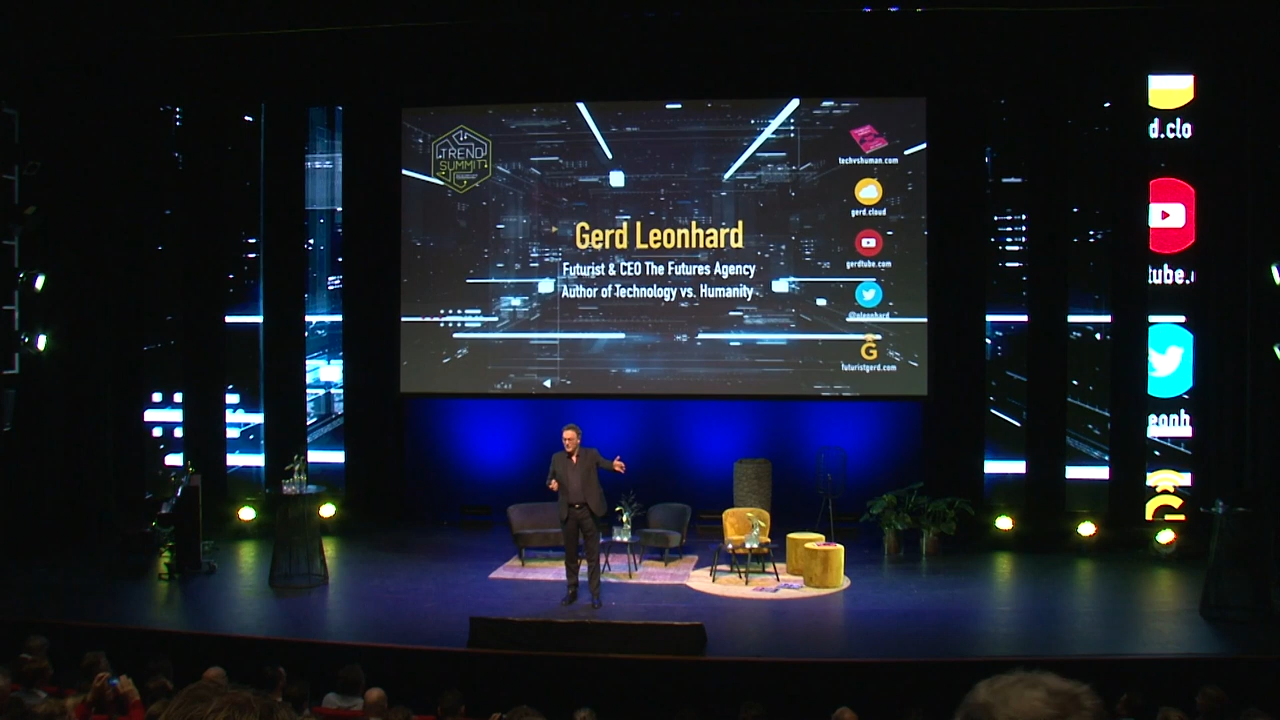 TREND
SUMMIT
Gerd Leonhard
Futurist & CEO The Futures Agency
Author of Technology vs. Humanity
techvshuman.com
gerd.cloud
gerdtube.com
@gleonhard
G
futuristgerd.com
d.clo
tube.
eonh